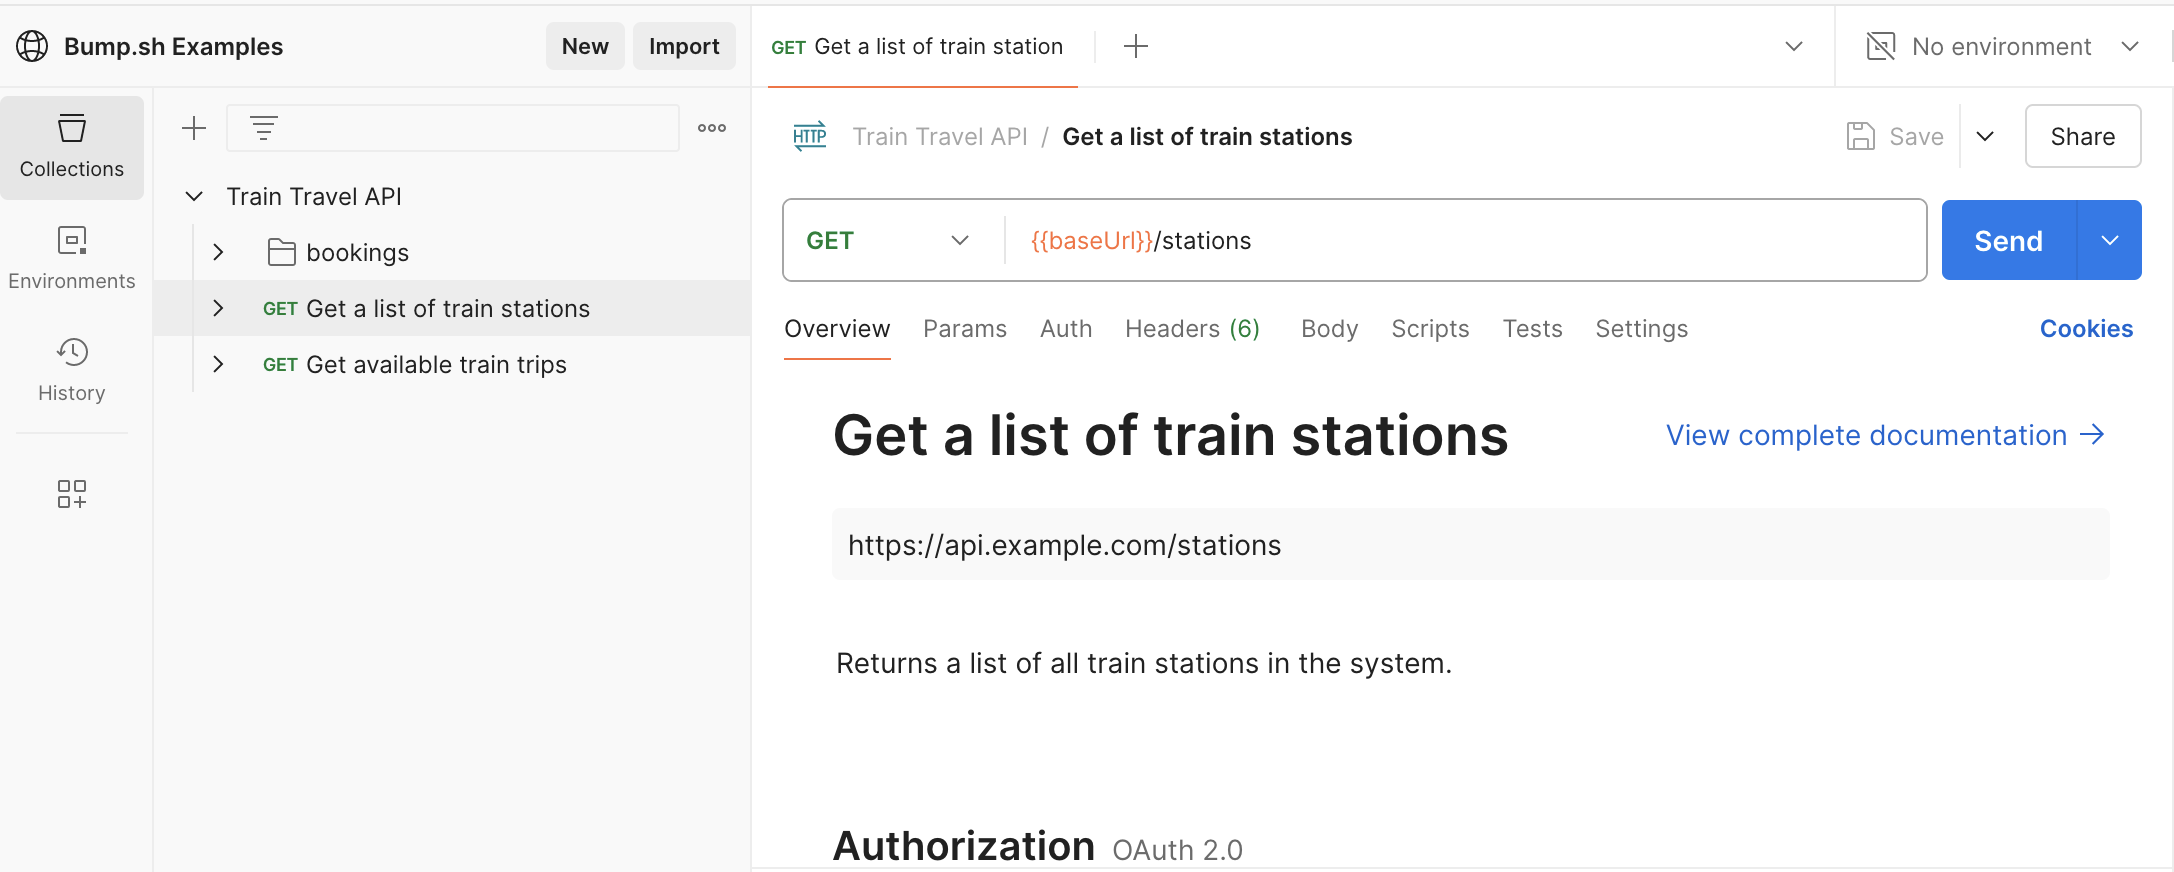 Bump.sh Examples
New
Import
GET Get a list of train station
No environment
Collections
Environments
History
Train Travel API
bookings
GET Get a list of train stations
GET Get available train trips
HTTP
Train Travel API / Get a list of train stations
Save
Share
GET
{{baseUrl}}/stations
Send
Overview Params Auth Headers (6) Body Scripts Tests Settings
Cookies
Get a list of train stations
View complete documentation →
https://api.example.com/stations
Returns a list of all train stations in the system.
Authorization OAuth 2.0